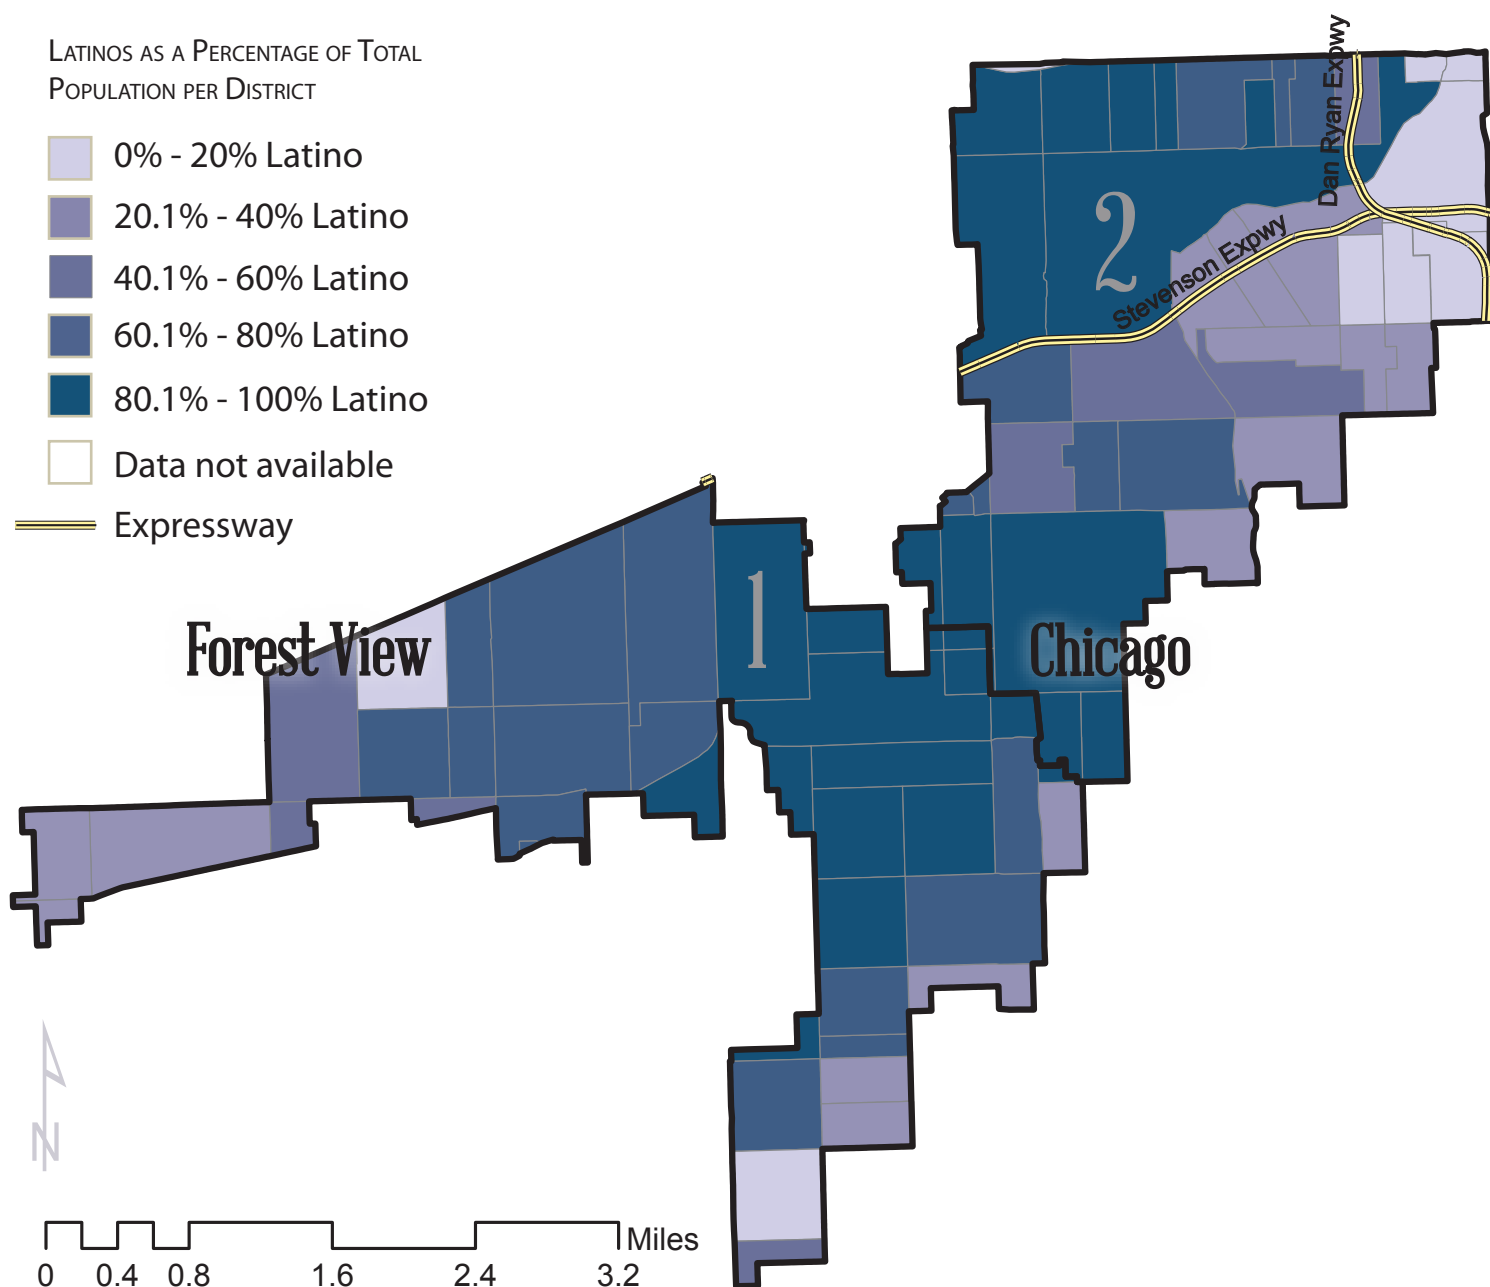 Latinos as a Percentage of Total
Population per District
0% - 20% Latino
20.1% - 40% Latino
40.1% - 60% Latino
60.1% - 80% Latino
80.1% - 100% Latino
Data not available
Expressway
Dan Ryan Expwy
2
Stevenson Expwy
1
Forest View
Chicago
N
Miles
0 0.4 0.8 1.6 2.4 3.2